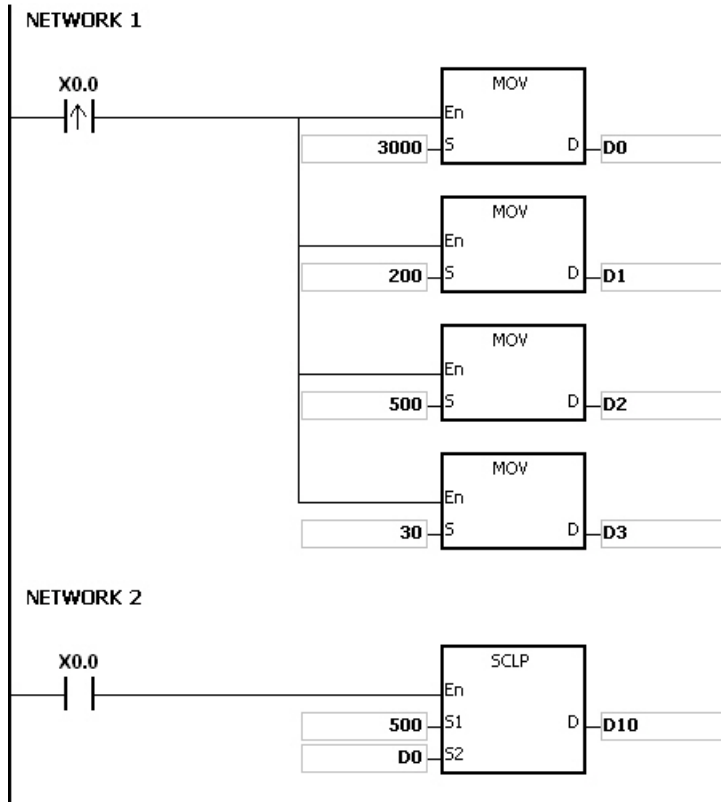 NETWORK 1
X0.0
MOV
En
3000 S D D0
MOV
En
200 S D D1
MOV
En
500 S D D2
MOV
En
30 S D D3
NETWORK 2
X0.0
SCLP
En
500 S1 D D10
D0 S2